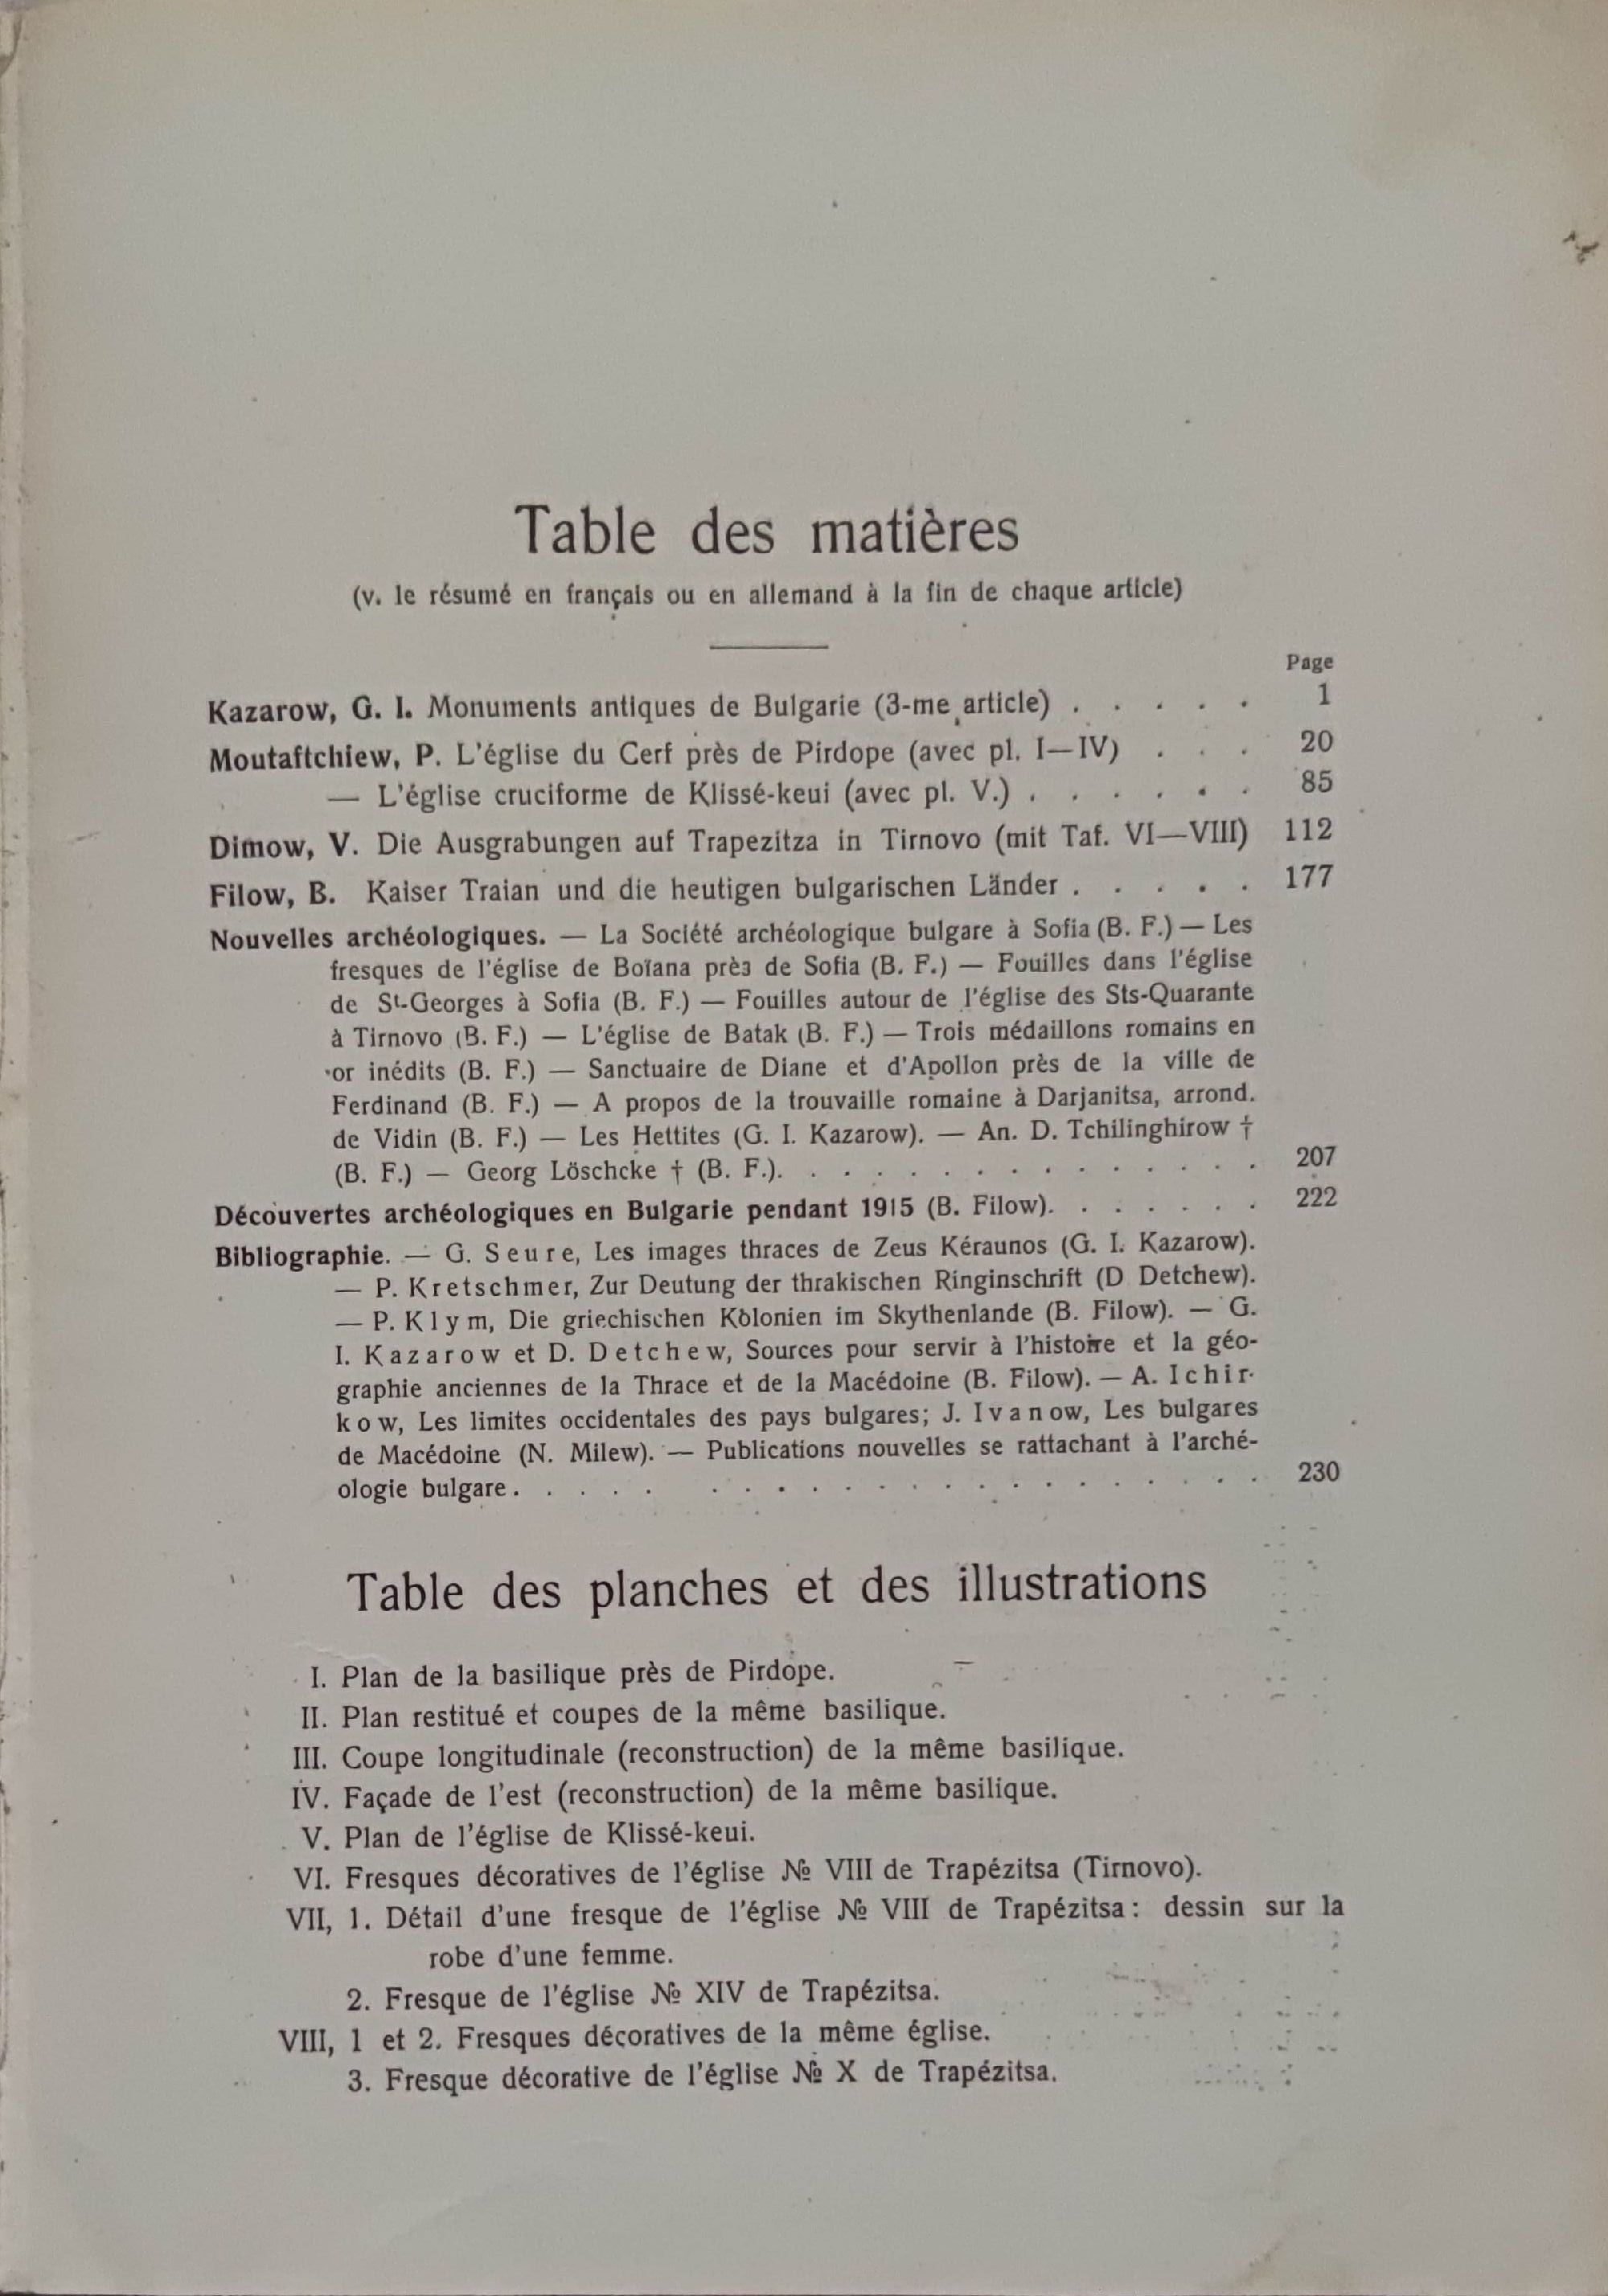 Table des matières
(v. le résumé en français ou en allemand à la fin de chaque article)
Page
Kazarow, G. I. Monuments antiques de Bulgarie (3-me article) . . . . . 1
Moutaftchiew, P. L'église du Cerf près de Pirdope (avec pl. I—IV) . . . 20
— L'église cruciforme de Klissé-keui (avec pl. V.) . . . . . . 85
Dimow, V. Die Ausgrabungen auf Trapezitza in Tirnovo (mit Taf. VI—VIII) 112
Filow, B. Kaiser Traian und die heutigen bulgarischen Länder . . . . . 177
Nouvelles archéologiques. — La Société archéologique bulgare à Sofia (B. F.) — Les
fresques de l'église de Boïana près de Sofia (B. F.) — Fouilles dans l'église
de St-Georges à Sofia (B. F.) — Fouilles autour de l'église des Sts-Quarante
à Tirnovo (B. F.) — L'église de Batak (B. F.) — Trois médaillons romains en
or inédits (B. F.) — Sanctuaire de Diane et d'Apollon près de la ville de
Ferdinand (B. F.) — A propos de la trouvaille romaine à Darjanitsa, arrond.
de Vidin (B. F.) — Les Hettites (G. I. Kazarow). — An. D. Tchilinghirow †
(B. F.) — Georg Löschcke † (B. F.). . . . . . . . . . . . . . . 207
Découvertes archéologiques en Bulgarie pendant 1915 (B. Filow). . . . . . . 222
Bibliographie. — G. Seure, Les images thraces de Zeus Kéraunos (G. I. Kazarow).
— P. Kretschmer, Zur Deutung der thrakischen Ringinschrift (D Detchew).
— P. Klym, Die griechischen Kolonien im Skythenlande (B. Filow). — G.
I. Kazarow et D. Detchew, Sources pour servir à l'histoire et la géo-
graphie anciennes de la Thrace et de la Macédoine (B. Filow). — A. Ichir-
kow, Les limites occidentales des pays bulgares; J. Ivanow, Les bulgares
de Macédoine (N. Milew). — Publications nouvelles se rattachant à l'arché-
ologie bulgare . . . . . . . . . . . . . . . . . . . . . . 230
Table des planches et des illustrations
I. Plan de la basilique près de Pirdope.
II. Plan restitué et coupes de la même basilique.
III. Coupe longitudinale (reconstruction) de la même basilique.
IV. Façade de l'est (reconstruction) de la même basilique.
V. Plan de l'église de Klissé-keui.
VI. Fresques décoratives de l'église № VIII de Trapézitsa (Tirnovo).
VII, 1. Détail d'une fresque de l'église № VIII de Trapézitsa: dessin sur la
robe d'une femme.
2. Fresque de l'église № XIV de Trapézitsa.
VIII, 1 et 2. Fresques décoratives de la même église.
3. Fresque décorative de l'église № X de Trapézitsa.